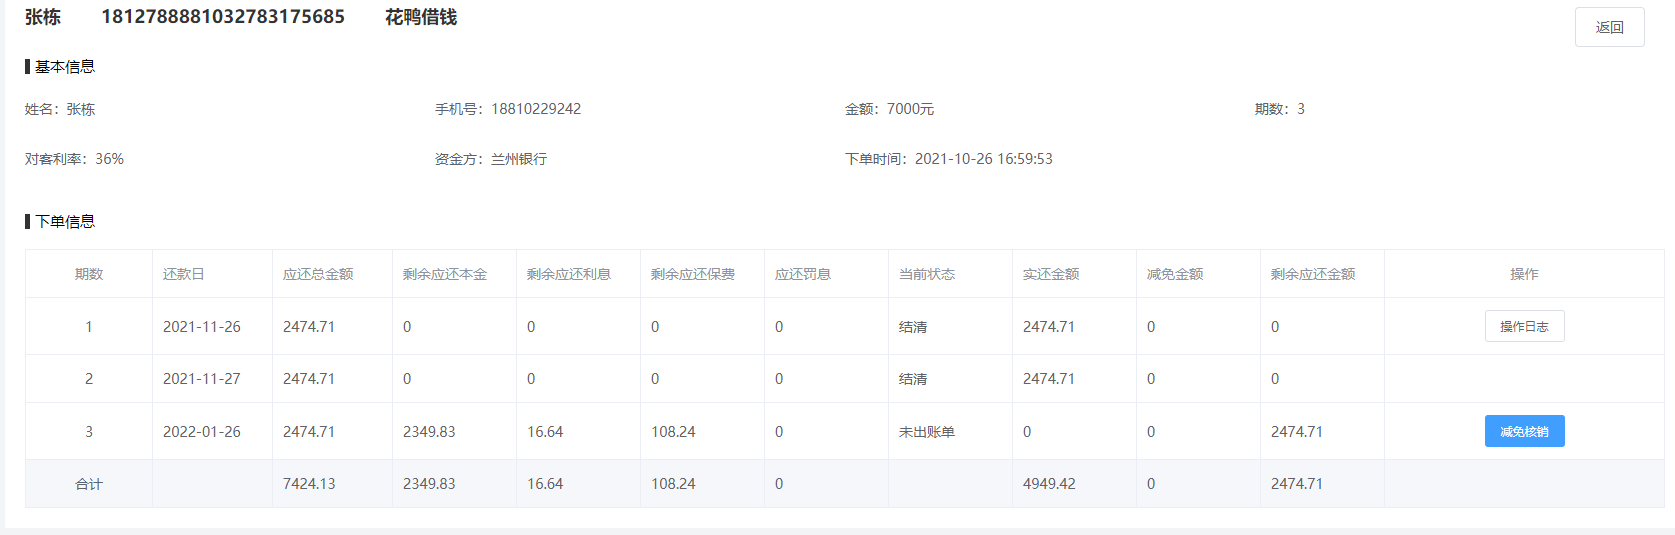 张栋 1812788881032783175685 花鸭借钱
返回
基本信息
姓名：张栋 手机号：18810229242 金额：7000元 期数：3
对客利率：36% 资金方：兰州银行 下单时间：2021-10-26 16:59:53
下单信息
期数 还款日 应还总金额 剩余应还本金 剩余应还利息 剩余应还保费 应还罚息 当前状态 实还金额 减免金额 剩余应还金额 操作
1 2021-11-26 2474.71 0 0 0 0 结清 2474.71 0 0 操作日志
2 2021-11-27 2474.71 0 0 0 0 结清 2474.71 0 0
3 2022-01-26 2474.71 2349.83 16.64 108.24 0 未出账单 0 0 2474.71 减免核销
合计 7424.13 2349.83 16.64 108.24 0 4949.42 0 2474.71